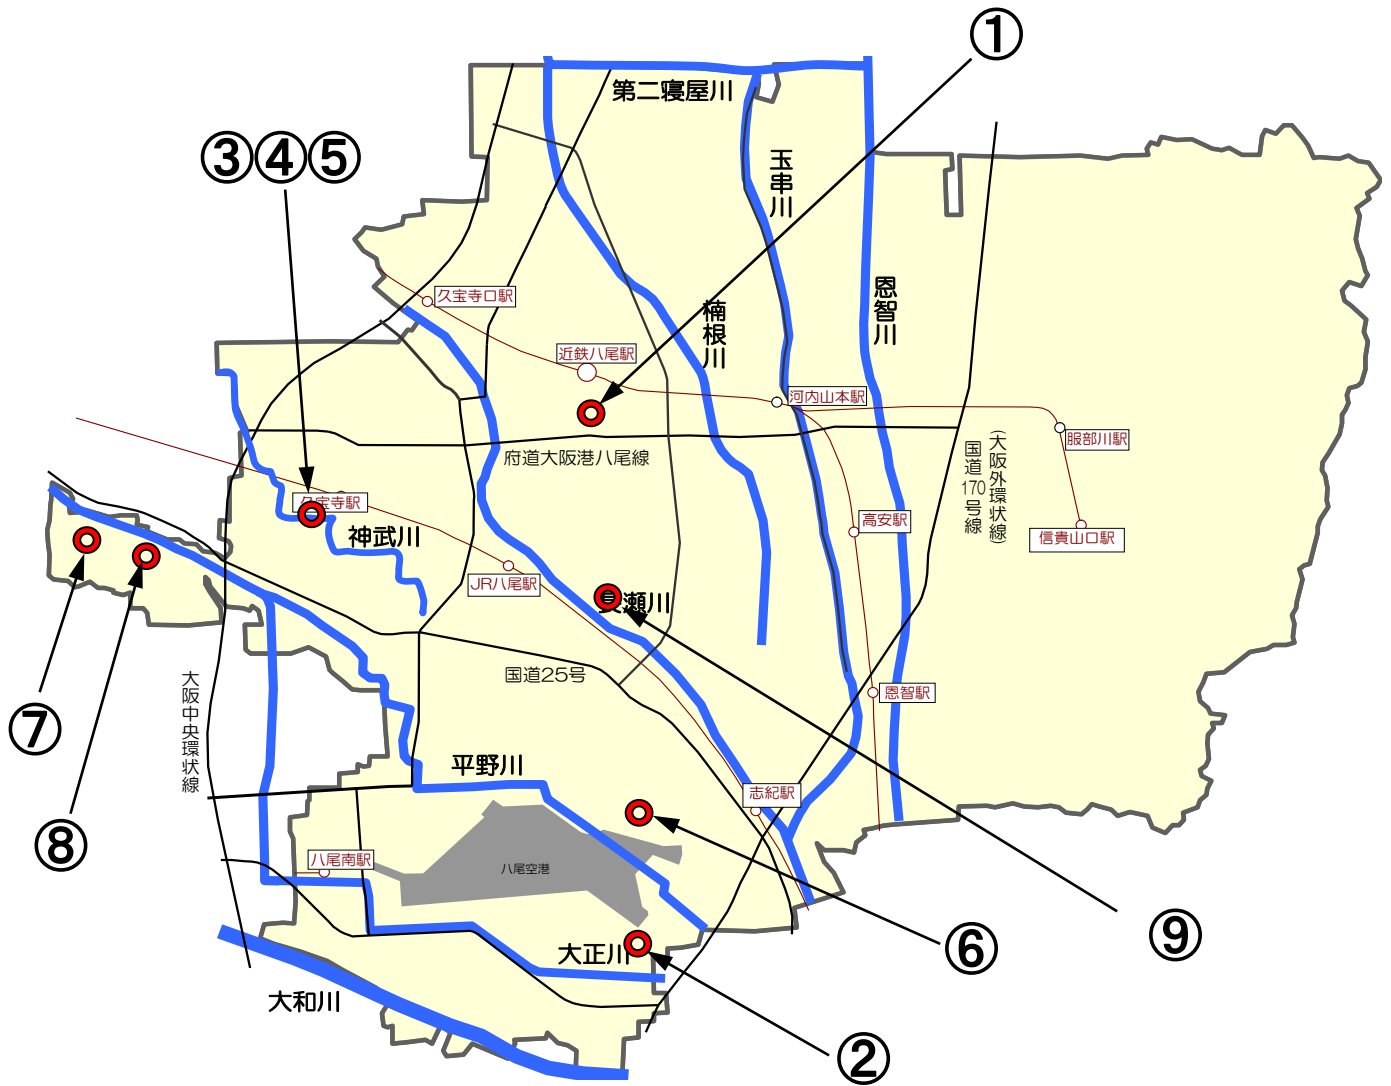 ①
第二寝屋川
③④⑤
玉串川
恩智川
久宝寺口駅
楠根川
近鉄八尾駅
河内山本駅
服部川駅
(大阪外環状線)
国道170号線
府道大阪港八尾線
久宝寺駅
神武川
高安駅
信貴山口駅
JR八尾駅
長瀬川
国道25号
恩智駅
大阪中央環状線
⑦
平野川
志紀駅
⑧
八尾南駅
八尾空港
⑨
⑥
大正川
大和川
②